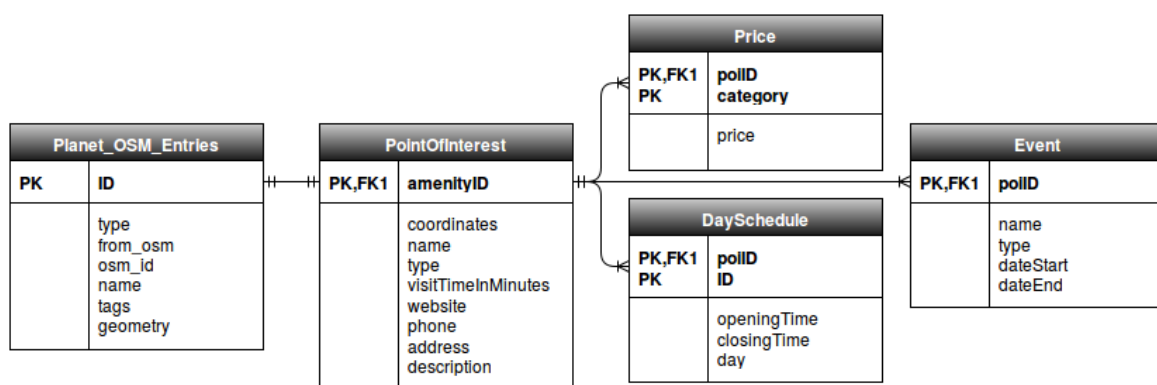 Planet_OSM_Entries
PK ID
type
from_osm
osm_id
name
tags
geometry
PointOfInterest
PK,FK1 amenityID
coordinates
name
type
visitTimeInMinutes
website
phone
address
description
Price
PK,FK1 poiID
PK category
price
DaySchedule
PK,FK1 poiID
PK ID
openingTime
closingTime
day
Event
PK,FK1 poiID
name
type
dateStart
dateEnd